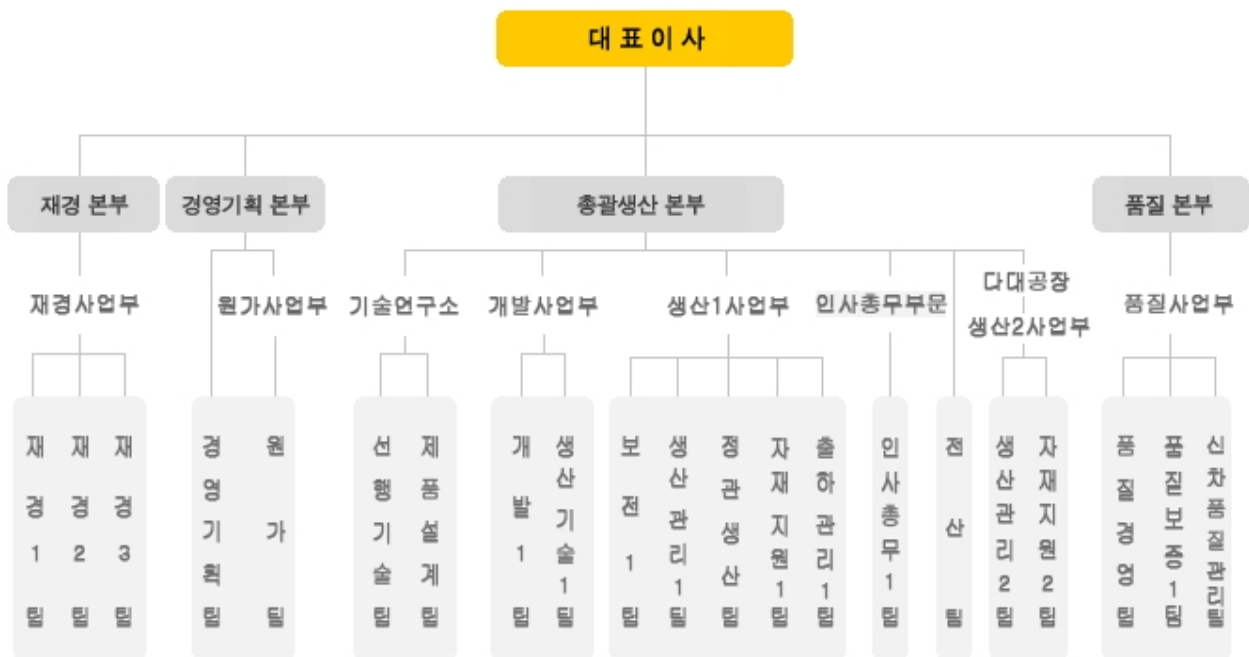 대표이사
재경 본부
경영기획 본부
총괄생산 본부
품질 본부
재경사업부
원가사업부
기술연구소
개발사업부
생산1사업부
인사총무부문
다대공장
생산2사업부
품질사업부
재경1팀
재경2팀
재경3팀
경영기획팀
원가팀
선행기술팀
제품설계팀
개발1팀
생산기술1팀
보전1팀
생산관리1팀
정관생산팀
자재지원1팀
출하관리1팀
인사총무1팀
전산팀
생산관리2팀
자재지원2팀
품질경영팀
품질보증1팀
신차품질관리팀